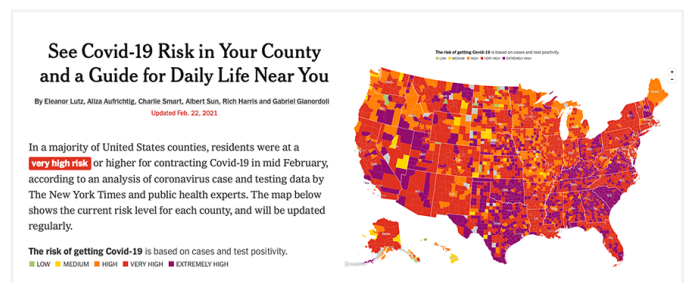 See Covid-19 Risk in Your County
and a Guide for Daily Life Near You
By Eleanor Lutz, Aliza Aufrichtig, Charlie Smart, Albert Sun, Rich Harris and Gabriel Gianordoli
Updated Feb. 22, 2021
In a majority of United States counties, residents were at a
very high risk or higher for contracting Covid-19 in mid February,
according to an analysis of coronavirus case and testing data by
The New York Times and public health experts. The map below
shows the current risk level for each county, and will be updated
regularly.
The risk of getting Covid-19 is based on cases and test positivity.
LOW MEDIUM HIGH VERY HIGH EXTREMELY HIGH
The risk of getting Covid-19 is based on cases and test positivity.
LOW MEDIUM HIGH VERY HIGH EXTREMELY HIGH
+
−